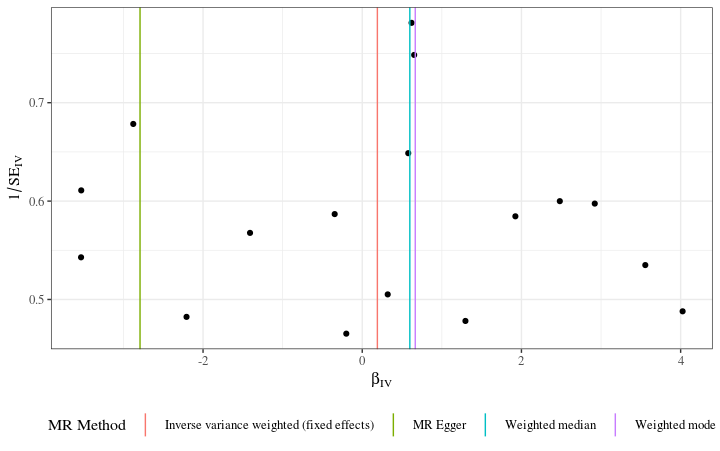 0.7
0.6
0.5
1/SE_IV
-2
0
2
4
β_IV
MR Method
Inverse variance weighted (fixed effects)
MR Egger
Weighted median
Weighted mode